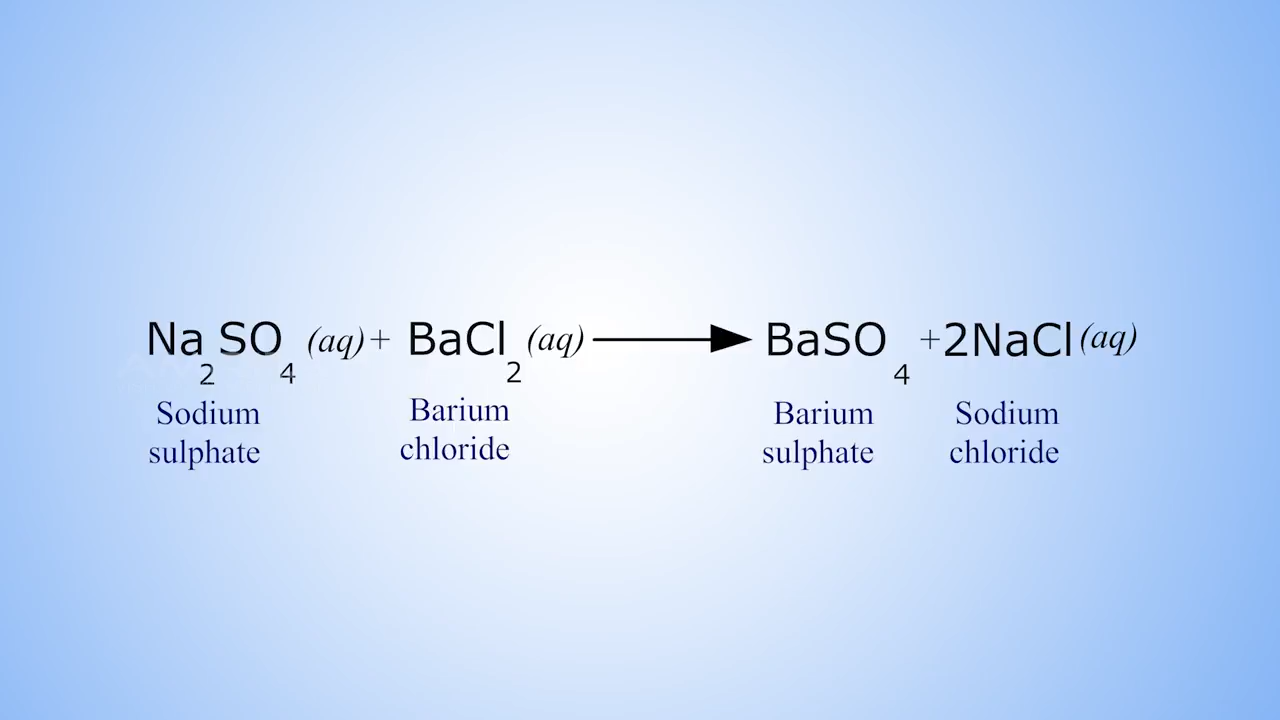 Na₂SO₄ (aq) + BaCl₂ (aq) ⟶ BaSO₄ + 2NaCl (aq)
Sodium sulphate
Barium chloride
Barium sulphate
Sodium chloride